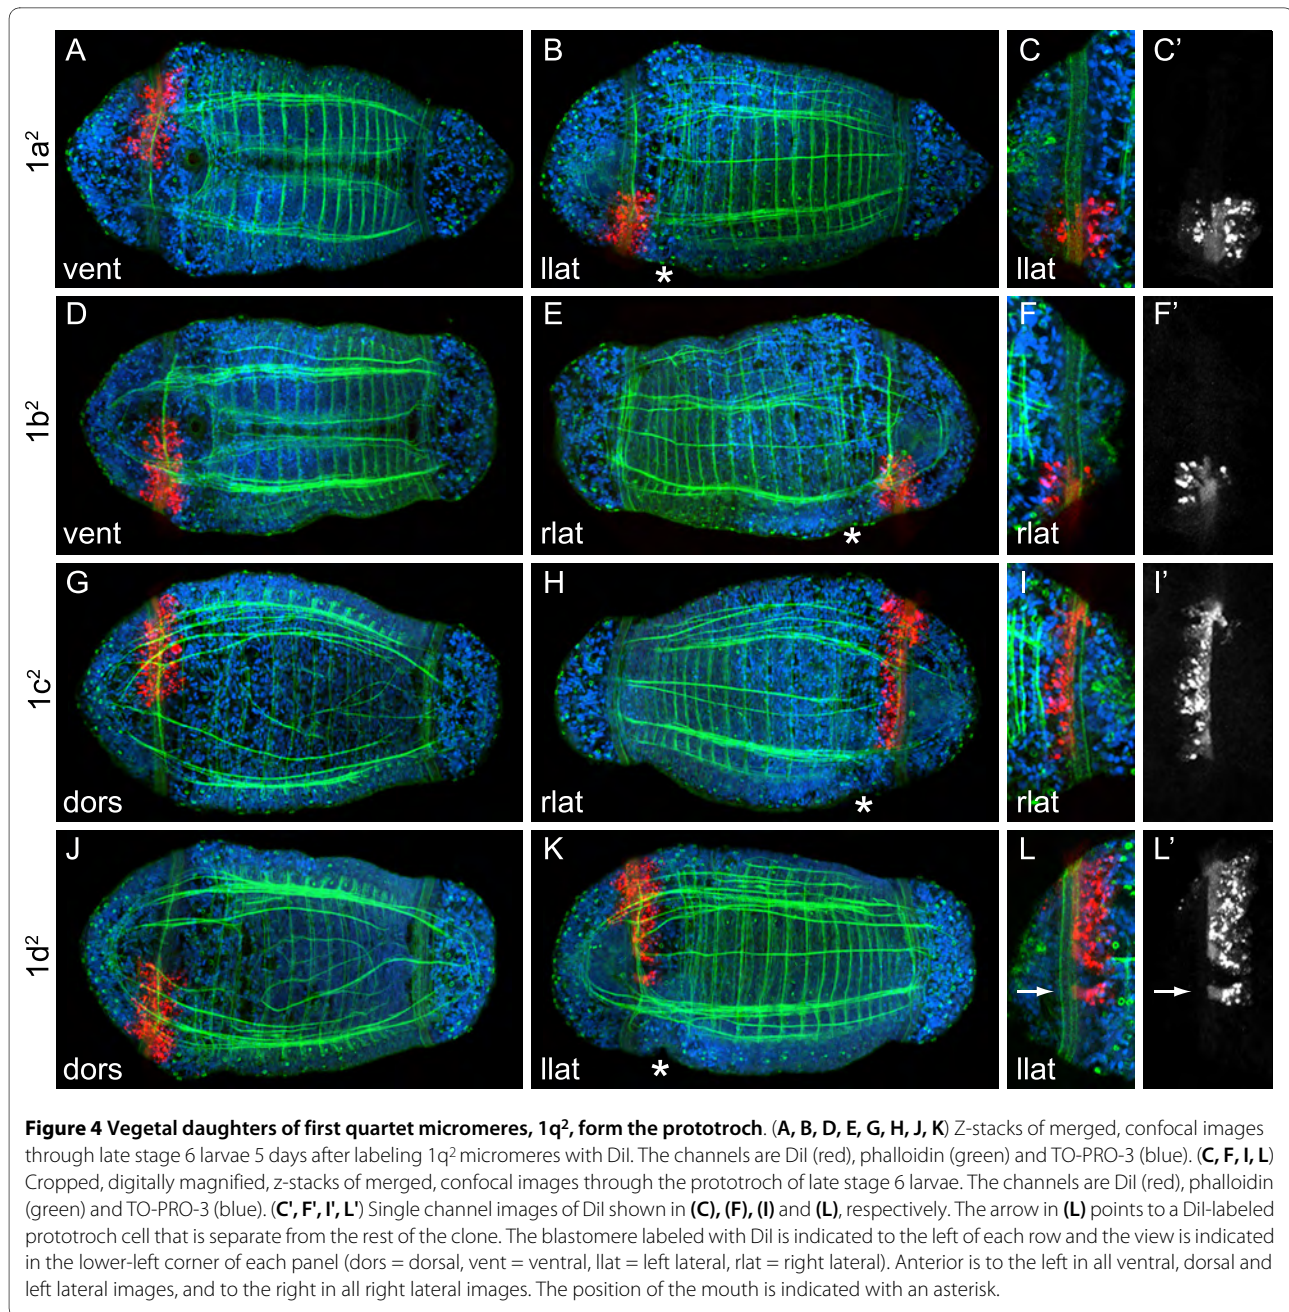 A
B
C
C'
1a²
vent
llat
*
llat
D
E
F
F'
1b²
vent
rlat
*
rlat
G
H
I
I'
1c²
dors
rlat
*
rlat
J
K
L
L'
1d²
dors
llat
*
llat
Figure 4 Vegetal daughters of first quartet micromeres, 1q², form the prototroch. (A, B, D, E, G, H, J, K) Z-stacks of merged, confocal images
through late stage 6 larvae 5 days after labeling 1q² micromeres with DiI. The channels are DiI (red), phalloidin (green) and TO-PRO-3 (blue). (C, F, I, L)
Cropped, digitally magnified, z-stacks of merged, confocal images through the prototroch of late stage 6 larvae. The channels are DiI (red), phalloidin
(green) and TO-PRO-3 (blue). (C', F', I', L') Single channel images of DiI shown in (C), (F), (I) and (L), respectively. The arrow in (L) points to a DiI-labeled
prototroch cell that is separate from the rest of the clone. The blastomere labeled with DiI is indicated to the left of each row and the view is indicated
in the lower-left corner of each panel (dors = dorsal, vent = ventral, llat = left lateral, rlat = right lateral). Anterior is to the left in all ventral, dorsal and
left lateral images, and to the right in all right lateral images. The position of the mouth is indicated with an asterisk.